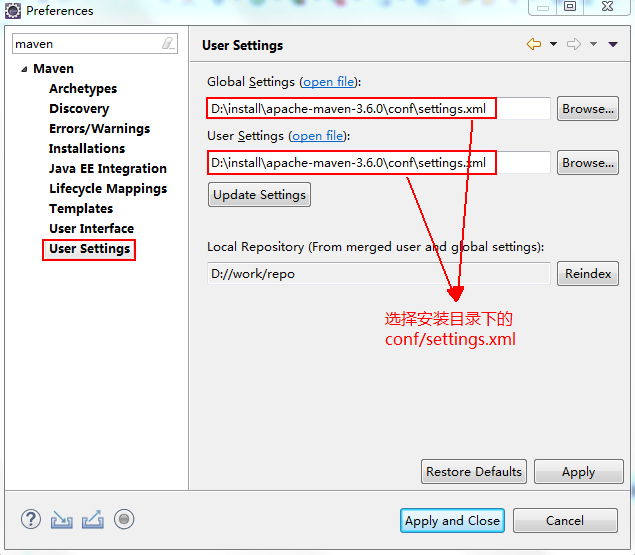 Preferences
maven
Maven
Archetypes
Discovery
Errors/Warnings
Installations
Java EE Integration
Lifecycle Mappings
Templates
User Interface
User Settings
User Settings
Global Settings (open file):
D:\install\apache-maven-3.6.0\conf\settings.xml
Browse...
User Settings (open file):
D:\install\apache-maven-3.6.0\conf\settings.xml
Browse...
Update Settings
Local Repository (From merged user and global settings):
D://work/repo
Reindex
选择安装目录下的
conf/settings.xml
Restore Defaults
Apply
?
Apply and Close
Cancel